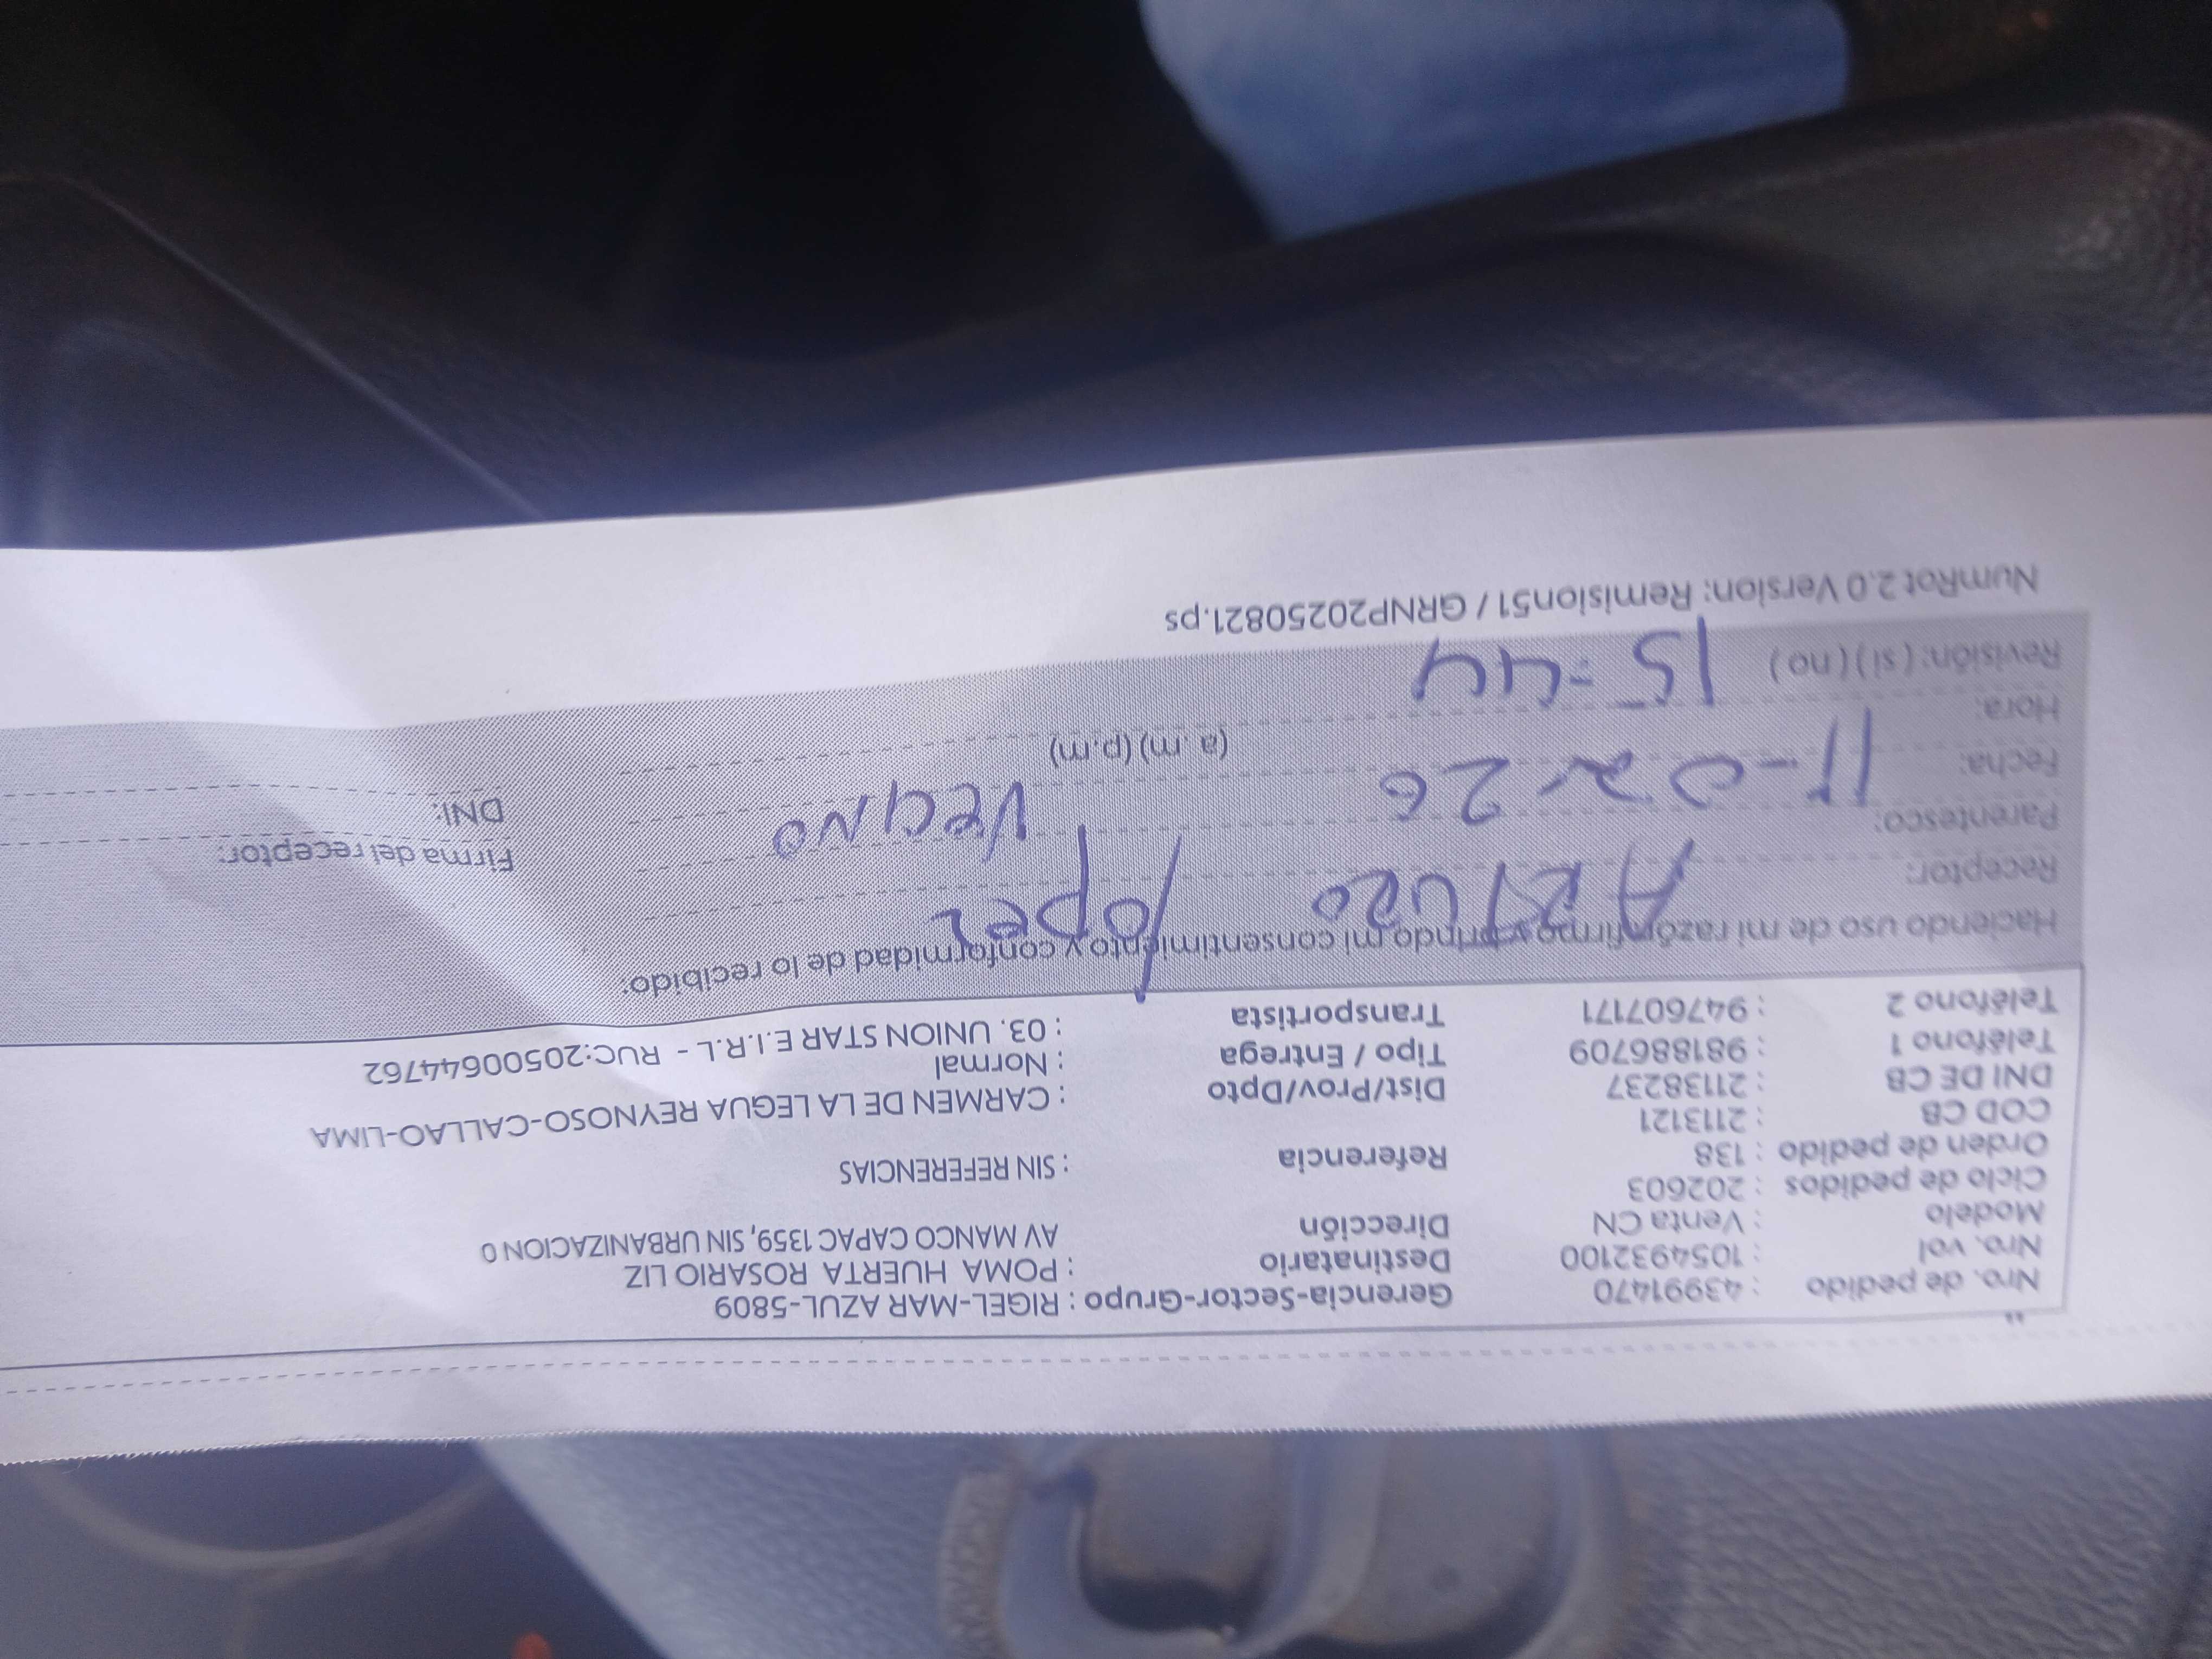 Nro. de pedido : 43991470 Gerencia-Sector-Grupo : RIGEL-MAR AZUL-5809
Nro. vol : 1054932100 Destinatario : POMA HUERTA ROSARIO LIZ
Modelo : Venta CN Dirección AV MANCO CAPAC 1359, SIN URBANIZACION 0
Ciclo de pedidos : 202603
Orden de pedido : 138 Referencia : SIN REFERENCIAS
COD CB : 2113121
DNI DE CB : 21138237 Dist/Prov/Dpto : CARMEN DE LA LEGUA REYNOSO-CALLAO-LIMA
Teléfono 1 : 981886709 Tipo / Entrega : Normal
Teléfono 2 : 947607171 Transportista : 03. UNION STAR E.I.R.L - RUC:20500644762
Haciendo uso de mi razón firmo y brindo mi consentimiento y conformidad de lo recibido:
Receptor: ARTURO lopez
Parentesco: Vecino Firma del receptor:
Fecha: 11-02-26 DNI:
Hora: 15-44 (a. m) (p.m)
Revisión: ( si ) ( no )
NumRot 2.0 Version: Remision51 / GRNP20250821.ps